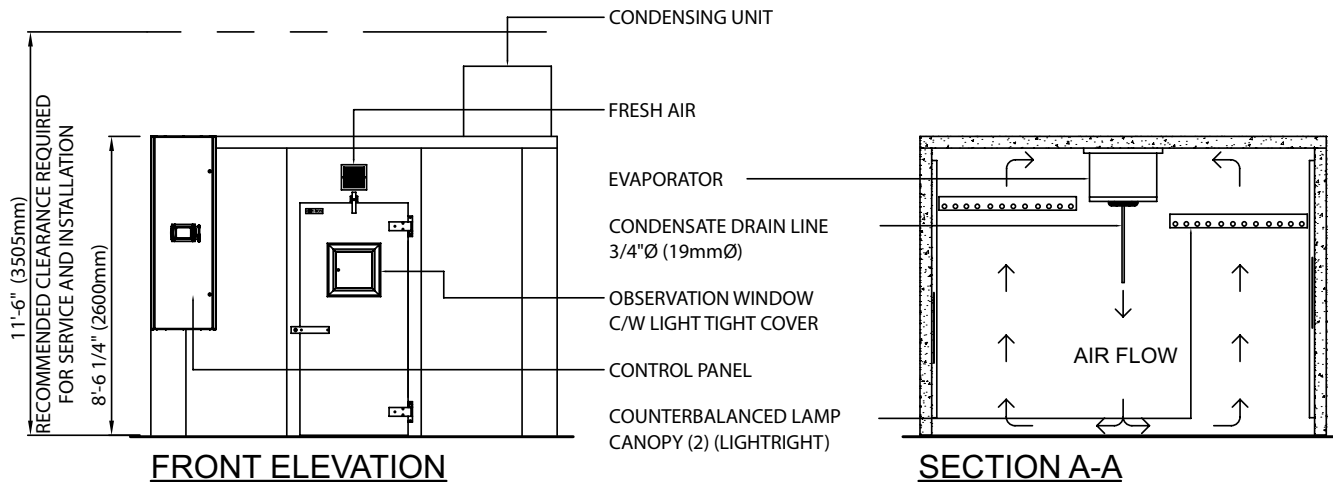 CONDENSING UNIT
FRESH AIR
EVAPORATOR
CONDENSATE DRAIN LINE
3/4"Ø (19mmØ)
OBSERVATION WINDOW
C/W LIGHT TIGHT COVER
CONTROL PANEL
COUNTERBALANCED LAMP
CANOPY (2) (LIGHTRIGHT)
11'-6" (3505mm)
RECOMMENDED CLEARANCE REQUIRED
FOR SERVICE AND INSTALLATION
8'-6 1/4" (2600mm)
AIR FLOW
FRONT ELEVATION
SECTION A-A